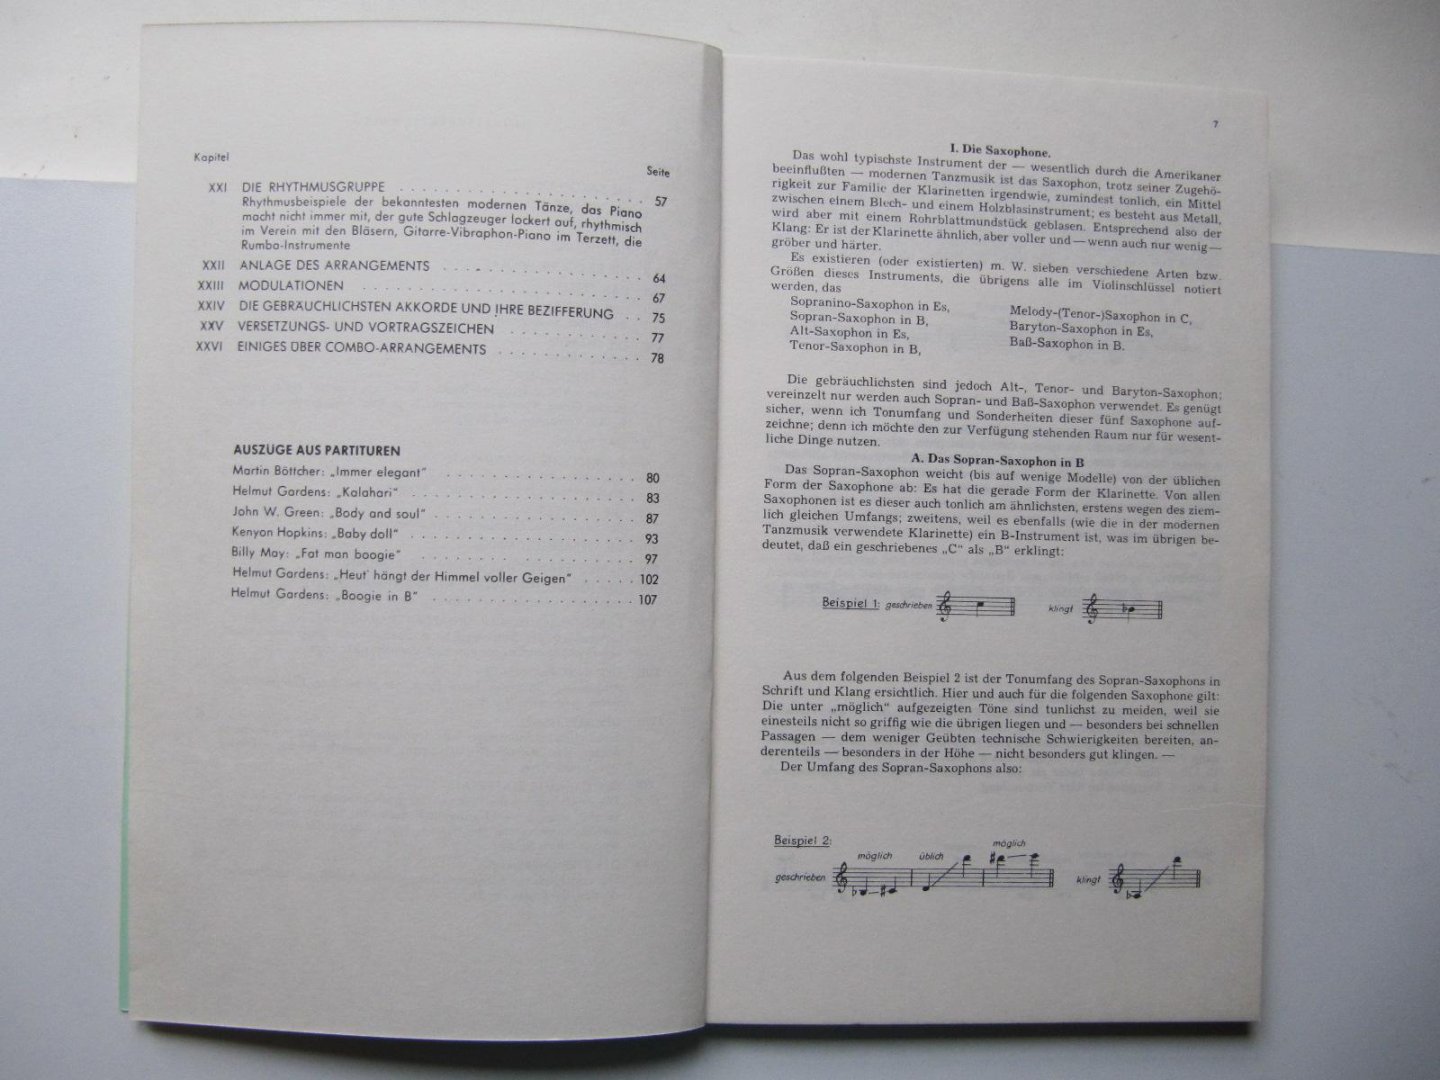 Kapitel
Seite
XXI DIE RHYTHMUSGRUPPE . . . . . . . . . . . . . . . . . . 57
Rhythmusbeispiele der bekanntesten modernen Tänze, das Piano
macht nicht immer mit, der gute Schlagzeuger lockert auf, rhythmisch
im Verein mit den Bläsern, Gitarre-Vibraphon-Piano im Terzett, die
Rumba-Instrumente
XXII ANLAGE DES ARRANGEMENTS . . . . . . . . . . . . . . 64
XXIII MODULATIONEN . . . . . . . . . . . . . . . . . . . . 67
XXIV DIE GEBRÄUCHLICHSTEN AKKORDE UND IHRE BEZIFFERUNG . . 75
XXV VERSETZUNGS- UND VORTRAGSZEICHEN . . . . . . . . . 77
XXVI EINIGES ÜBER COMBO-ARRANGEMENTS . . . . . . . . . . 78
AUSZÜGE AUS PARTITUREN
Martin Böttcher: „Immer elegant" . . . . . . . . . . . . . . . 80
Helmut Gardens: „Kalahari" . . . . . . . . . . . . . . . . . . 83
John W. Green: „Body and soul" . . . . . . . . . . . . . . . . 87
Kenyon Hopkins: „Baby doll" . . . . . . . . . . . . . . . . . . 93
Billy May: „Fat man boogie" . . . . . . . . . . . . . . . . . 97
Helmut Gardens: „Heut' hängt der Himmel voller Geigen" . . . . . 102
Helmut Gardens: „Boogie in B" . . . . . . . . . . . . . . . . 107
7
I. Die Saxophone.
Das wohl typischste Instrument der — wesentlich durch die Amerikaner
beeinflußten — modernen Tanzmusik ist das Saxophon, trotz seiner Zugehö-
rigkeit zur Familie der Klarinetten irgendwie, zumindest tonlich, ein Mittel
zwischen einem Blech- und einem Holzblasinstrument; es besteht aus Metall,
wird aber mit einem Rohrblattmundstück geblasen. Entsprechend also der
Klang: Er ist der Klarinette ähnlich, aber voller und — wenn auch nur wenig —
gröber und härter.
Es existieren (oder existierten) m. W. sieben verschiedene Arten bzw.
Größen dieses Instruments, die übrigens alle im Violinschlüssel notiert
werden, das
Sopranino-Saxophon in Es,
Sopran-Saxophon in B,
Alt-Saxophon in Es,
Tenor-Saxophon in B,
Melody-(Tenor-)Saxophon in C,
Baryton-Saxophon in Es,
Baß-Saxophon in B.
Die gebräuchlichsten sind jedoch Alt-, Tenor- und Baryton-Saxophon;
vereinzelt nur werden auch Sopran- und Baß-Saxophon verwendet. Es genügt
sicher, wenn ich Tonumfang und Sonderheiten dieser fünf Saxophone auf-
zeichne; denn ich möchte den zur Verfügung stehenden Raum nur für wesent-
liche Dinge nutzen.
A. Das Sopran-Saxophon in B
Das Sopran-Saxophon weicht (bis auf wenige Modelle) von der üblichen
Form der Saxophone ab: Es hat die gerade Form der Klarinette. Von allen
Saxophonen ist es dieser auch tonlich am ähnlichsten, erstens wegen des ziem-
lich gleichen Umfangs; zweitens, weil es ebenfalls (wie die in der modernen
Tanzmusik verwendete Klarinette) ein B-Instrument ist, was im übrigen be-
deutet, daß ein geschriebenes „C" als „B" erklingt:
Beispiel 1: geschrieben klingt
Aus dem folgenden Beispiel 2 ist der Tonumfang des Sopran-Saxophons in
Schrift und Klang ersichtlich. Hier und auch für die folgenden Saxophone gilt:
Die unter „möglich" aufgezeigten Töne sind tunlichst zu meiden, weil sie
einesteils nicht so griffig wie die übrigen liegen und — besonders bei schnellen
Passagen — dem weniger Geübten technische Schwierigkeiten bereiten, an-
derenteils — besonders in der Höhe — nicht besonders gut klingen. —
Der Umfang des Sopran-Saxophons also:
Beispiel 2:
möglich üblich möglich
geschrieben klingt